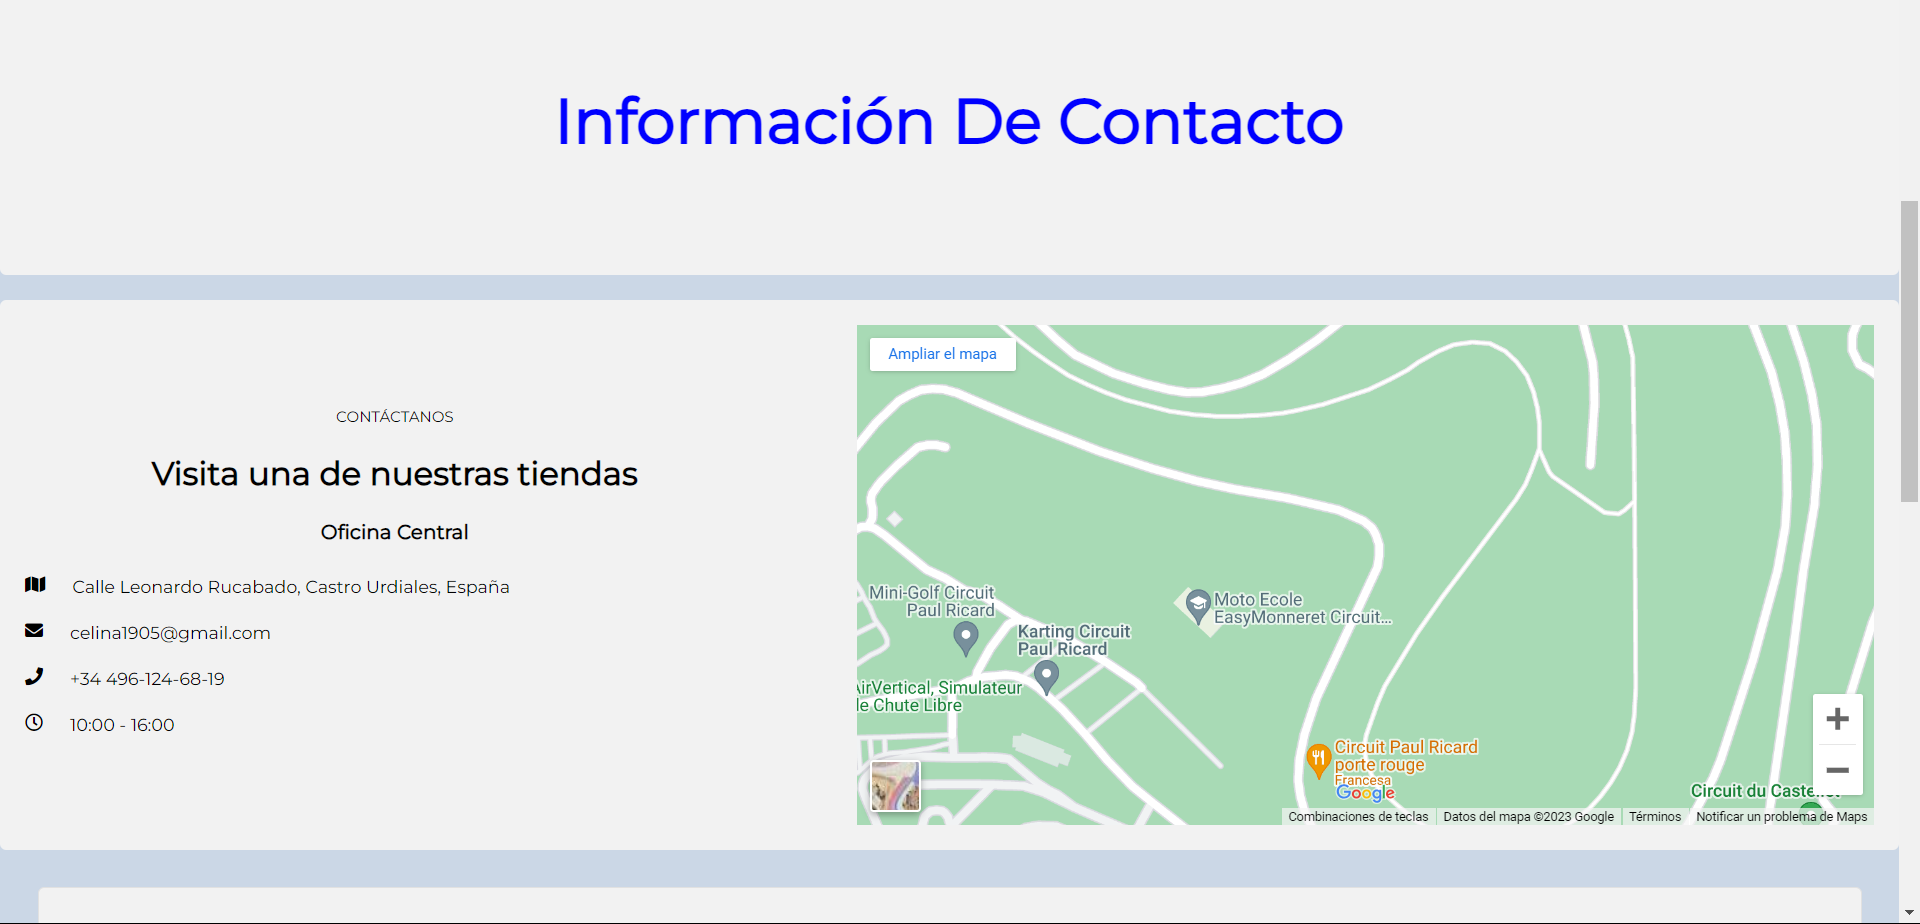 Información De Contacto
CONTÁCTANOS
Visita una de nuestras tiendas
Oficina Central
Calle Leonardo Rucabado, Castro Urdiales, España
celina1905@gmail.com
+34 496-124-68-19
10:00 - 16:00
Ampliar el mapa
Mini-Golf Circuit
Paul Ricard
Karting Circuit
Paul Ricard
Moto Ecole
EasyMonneret Circuit...
AirVertical, Simulateur
de Chute Libre
Circuit Paul Ricard
porte rouge
Francesa
Google
Circuit du Castellet
Combinaciones de teclas
Datos del mapa ©2023 Google
Términos
Notificar un problema de Maps